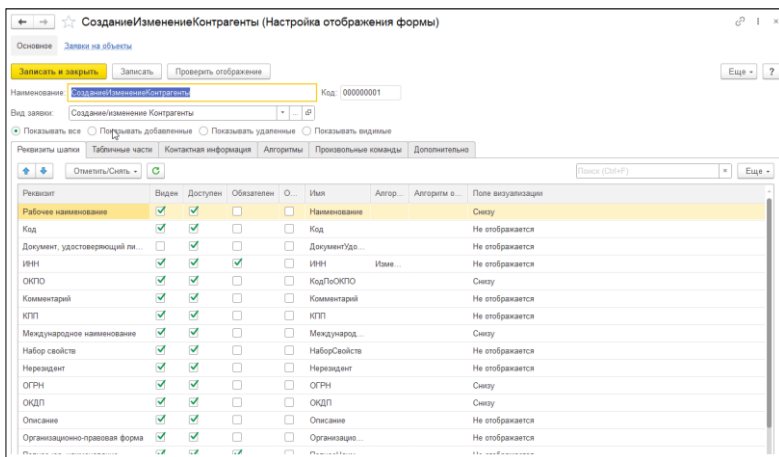 СозданиеИзменениеКонтрагенты (Настройка отображения формы)
Основное Заявки на объекты
Записать и закрыть Записать Проверить отображение Еще ?
Наименование: СозданиеИзменениеКонтрагенты Код: 000000001
Вид заявки: Создание/изменение Контрагенты
Показывать все Показывать добавленные Показывать удаленные Показывать видимые
Реквизиты шапки Табличные части Контактная информация Алгоритмы Произвольные команды Дополнительно
Отметить/Снять Поиск (Ctrl+F) × Еще
Реквизит Виден Доступен Обязателен О... Имя Алгор... Алгоритм о... Поле визуализации
Рабочее наименование Наименование Снизу
Код Код Не отображается
Документ, удостоверяющий ли... ДокументУдо... Не отображается
ИНН ИНН Изме... Не отображается
ОКПО КодПоОКПО Снизу
Комментарий Комментарий Не отображается
КПП КПП Не отображается
Международное наименование Международ... Снизу
Набор свойств НаборСвойств Не отображается
Нерезидент Нерезидент Не отображается
ОГРН ОГРН Снизу
ОКДП ОКДП Снизу
Описание Описание Не отображается
Организационно-правовая форма Организацио... Не отображается